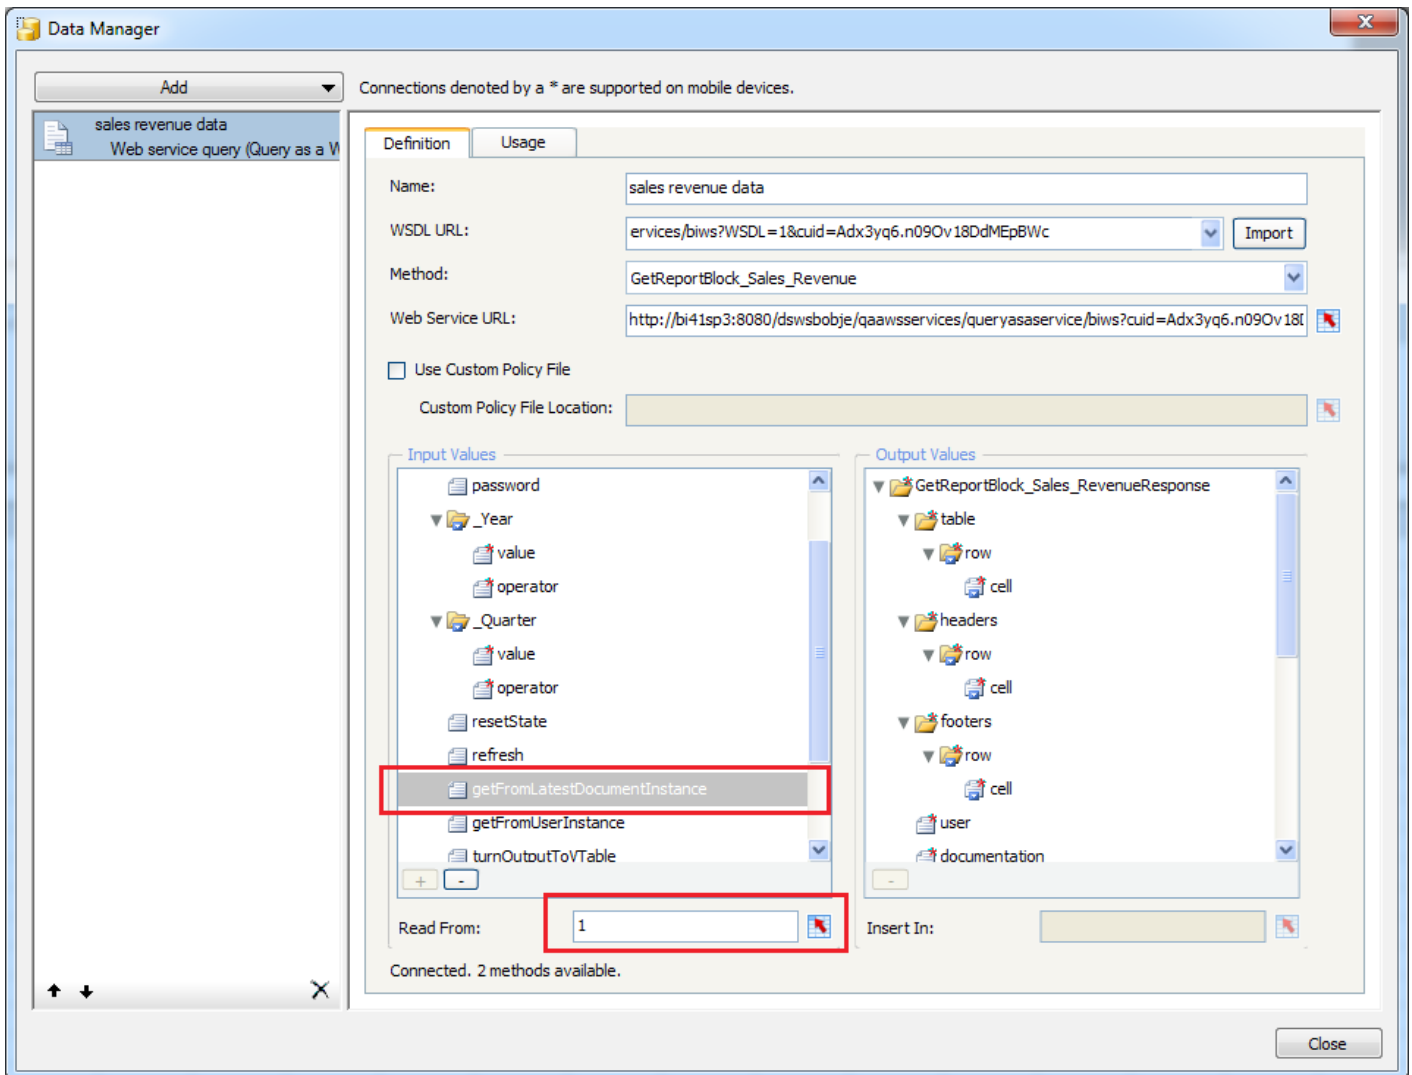 Data Manager
Add
Connections denoted by a * are supported on mobile devices.
sales revenue data
Web service query (Query as a W
Definition
Usage
Name:
sales revenue data
WSDL URL:
ervices/biws?WSDL=1&cuid=Adx3yq6.n09Ov18DdMEpBWc
Import
Method:
GetReportBlock_Sales_Revenue
Web Service URL:
http://bi41sp3:8080/dswsbobje/qaawsservices/queryasaservice/biws?cuid=Adx3yq6.n09Ov18D
Use Custom Policy File
Custom Policy File Location:
Input Values
password
_Year
value
operator
_Quarter
value
operator
resetState
refresh
getFromLatestDocumentInstance
getFromUserInstance
turnOutputToVTable
+ -
Read From:
1
Output Values
GetReportBlock_Sales_RevenueResponse
table
row
cell
headers
row
cell
footers
row
cell
user
documentation
-
Insert In:
Connected. 2 methods available.
Close